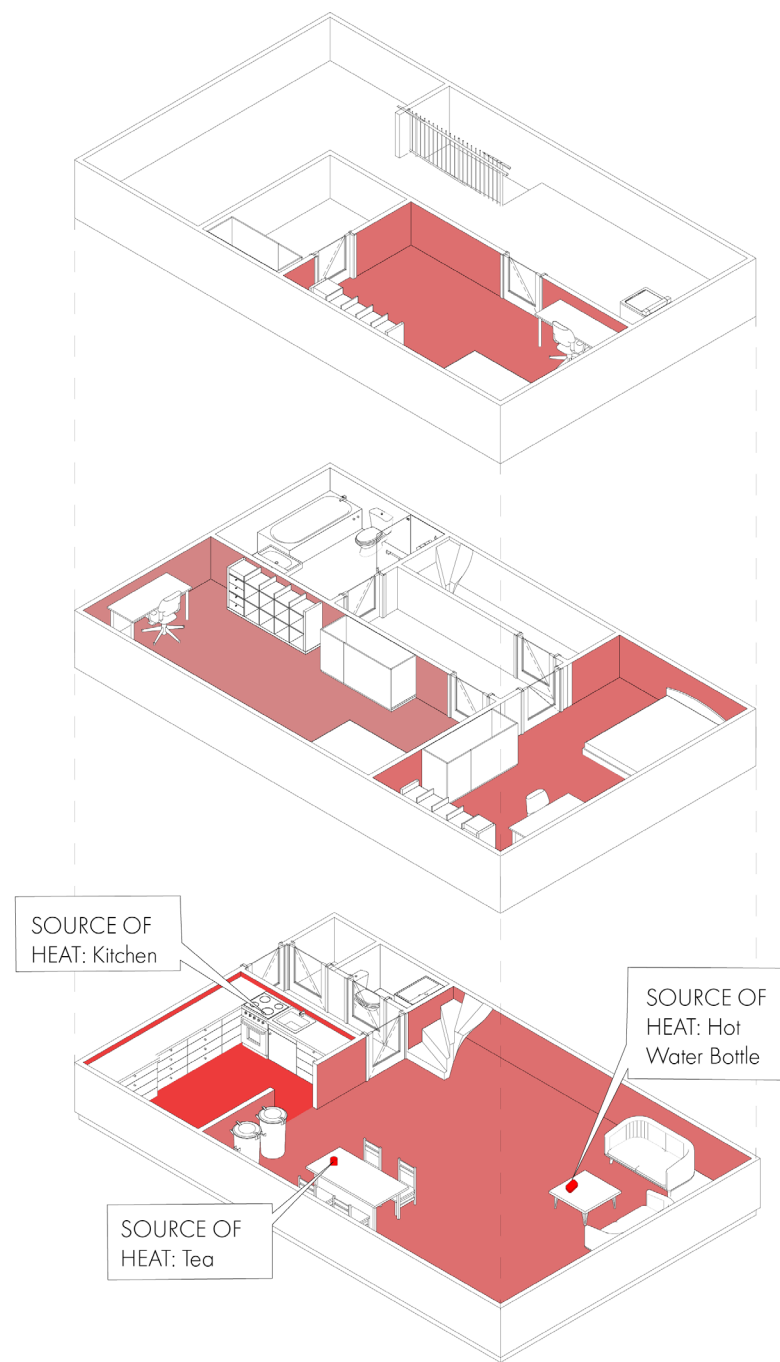 SOURCE OF
HEAT: Kitchen
SOURCE OF
HEAT: Hot
Water Bottle
SOURCE OF
HEAT: Tea